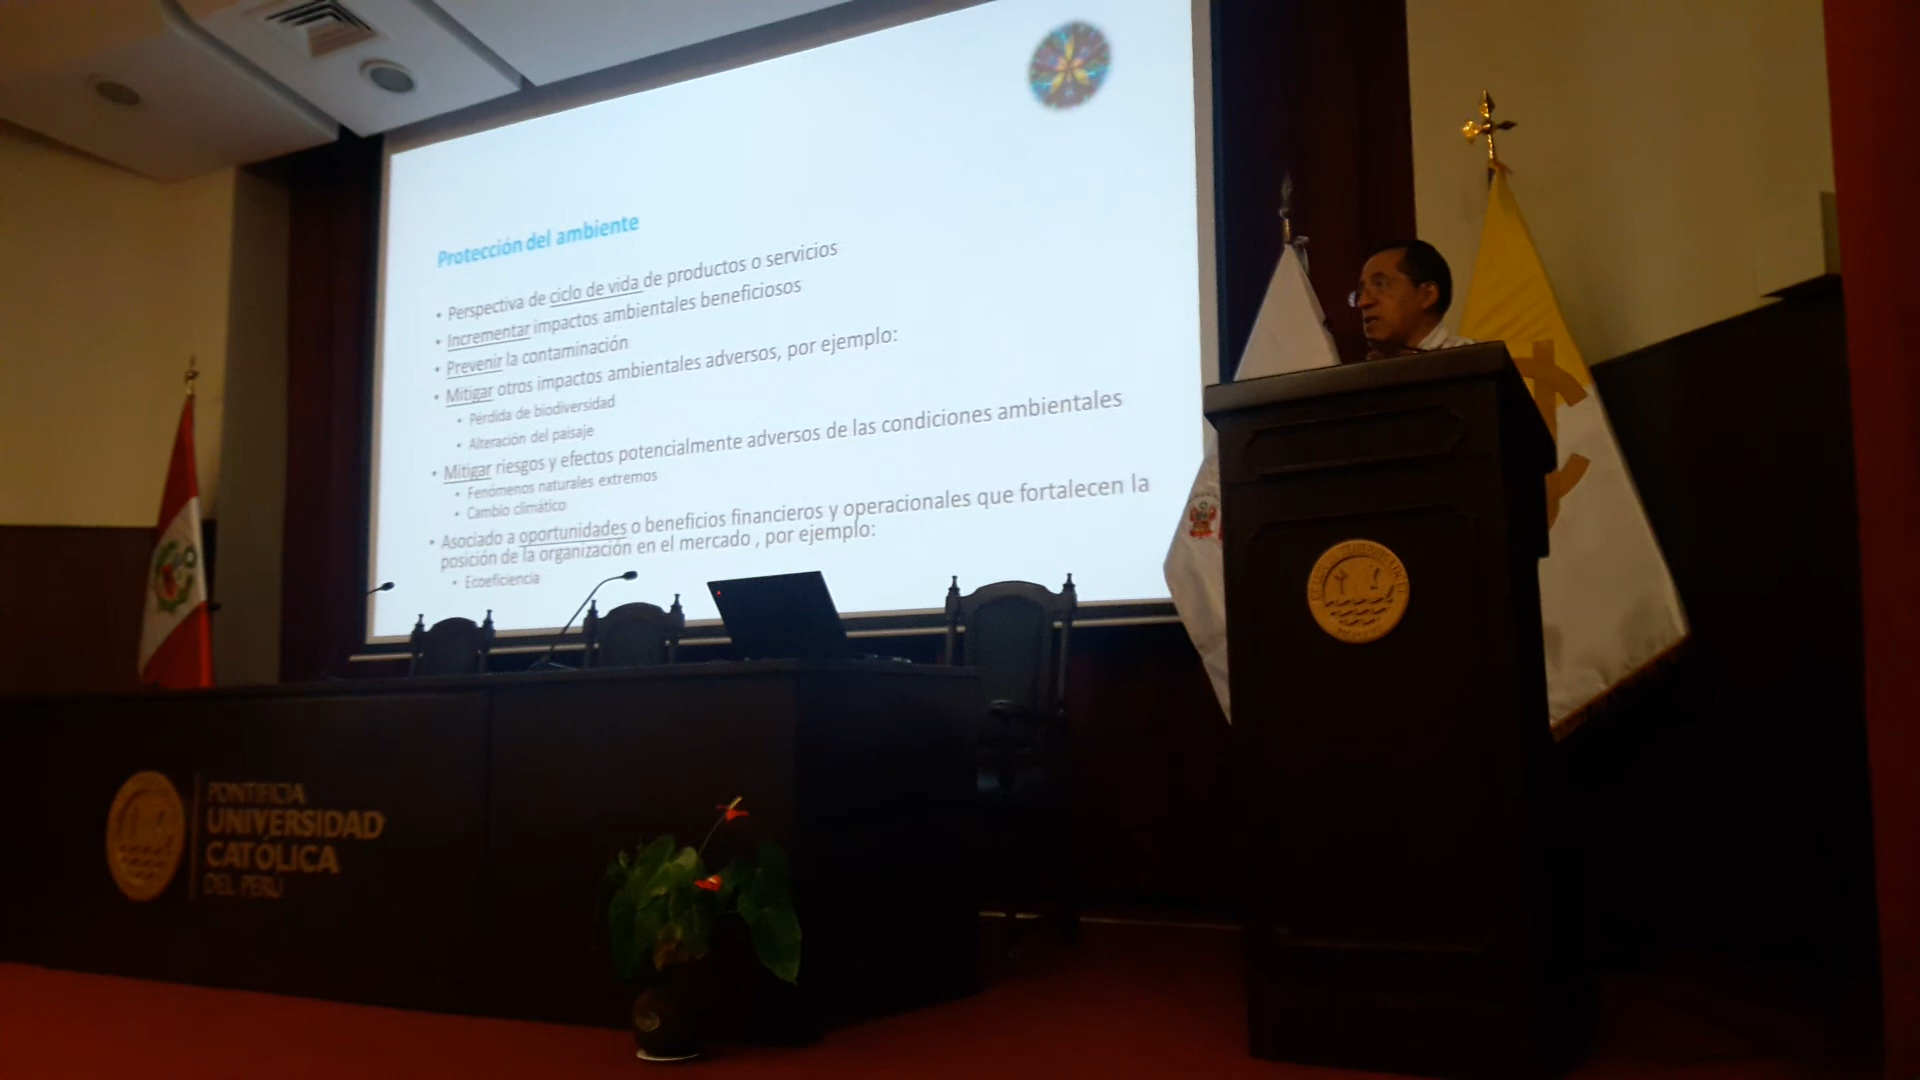 Protección del ambiente
• Perspectiva de ciclo de vida de productos o servicios
• Incrementar impactos ambientales beneficiosos
• Prevenir la contaminación
• Mitigar otros impactos ambientales adversos, por ejemplo:
• Pérdida de biodiversidad
• Alteración del paisaje
• Mitigar riesgos y efectos potencialmente adversos de las condiciones ambientales
• Fenómenos naturales extremos
• Cambio climático
• Asociado a oportunidades o beneficios financieros y operacionales que fortalecen la
posición de la organización en el mercado , por ejemplo:
• Ecoeficiencia
PONTIFICIA
UNIVERSIDAD
CATÓLICA
DEL PERÚ